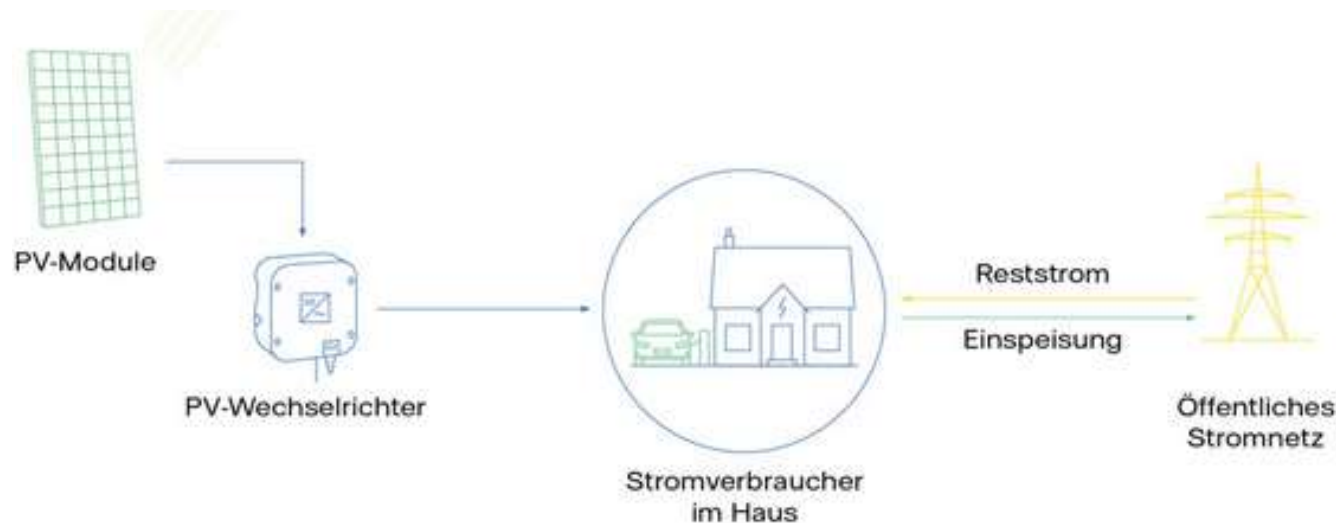 PV-Module
PV-Wechselrichter
Stromverbraucher
im Haus
Reststrom
Einspeisung
Öffentliches
Stromnetz